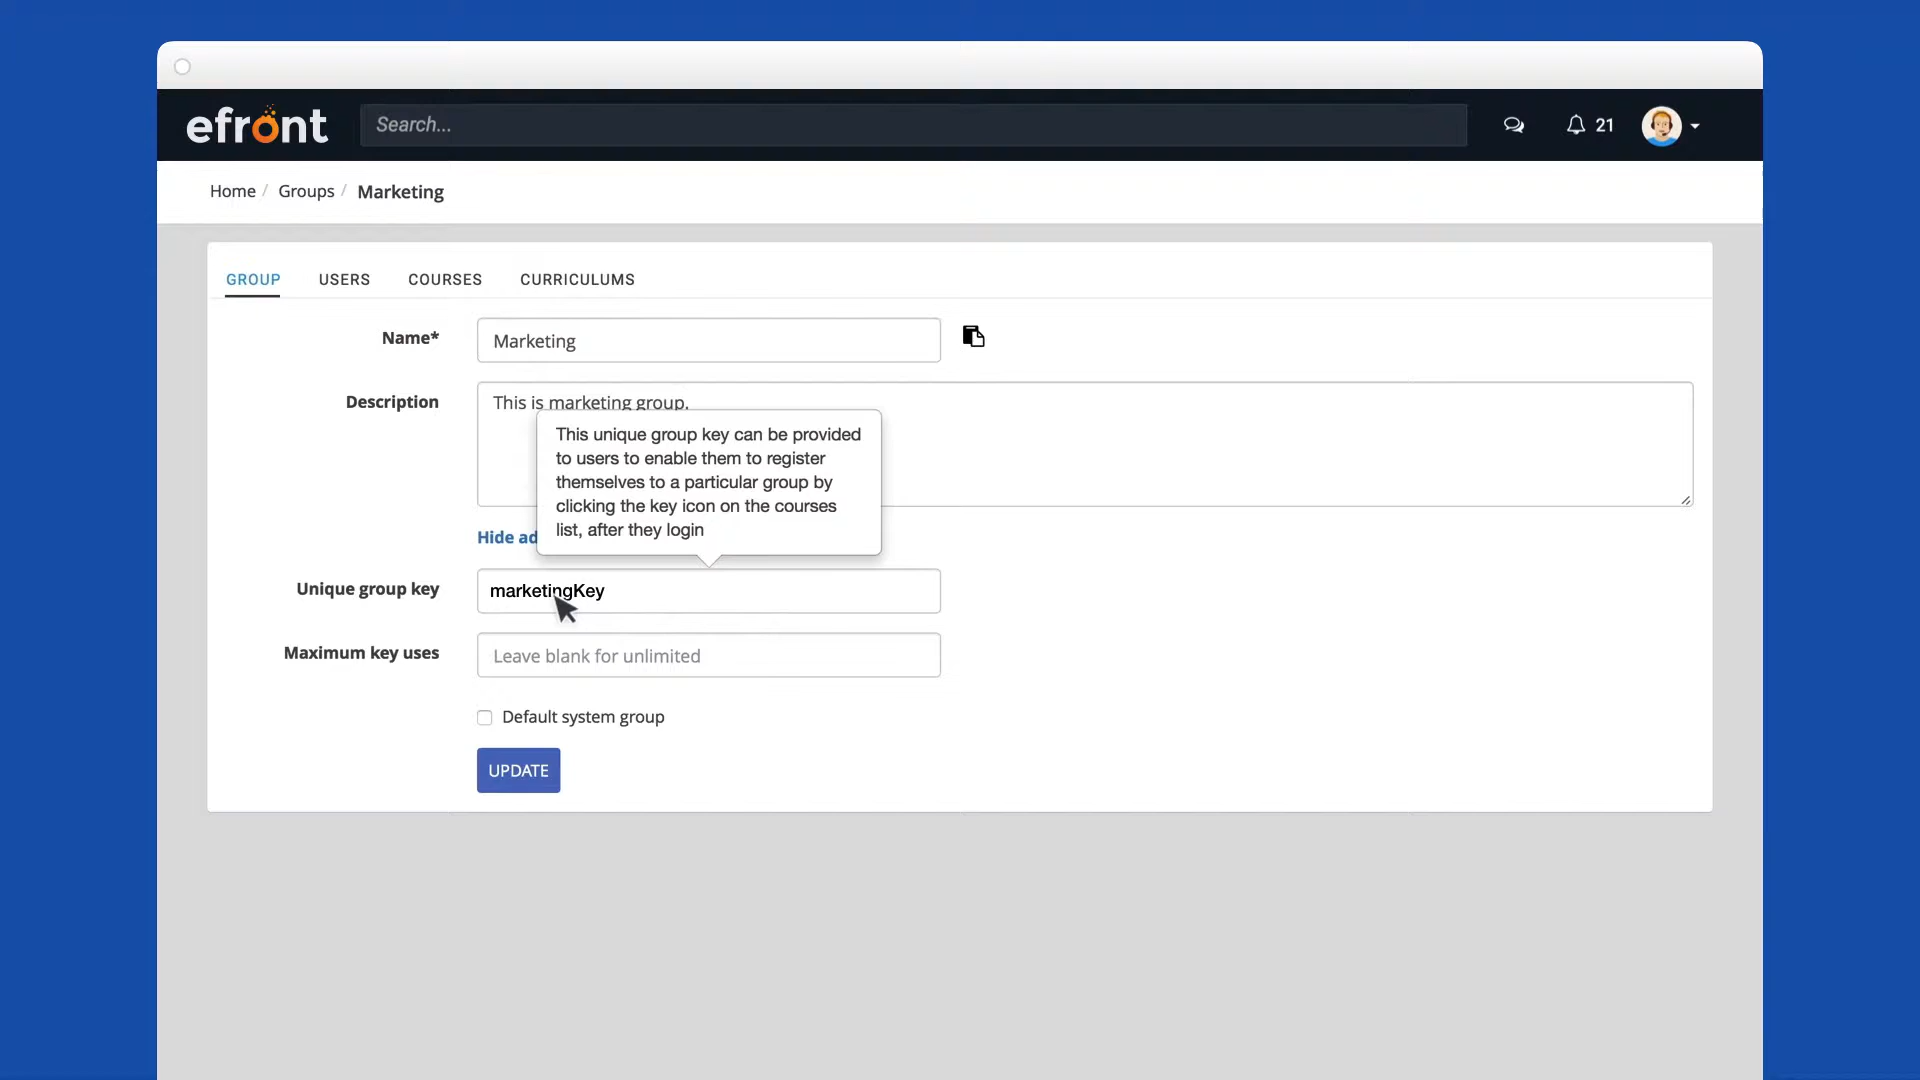 efront
Search...
21
Home / Groups / Marketing
GROUP USERS COURSES CURRICULUMS
Name* Marketing
Description This is marketing group.
This unique group key can be provided
to users to enable them to register
themselves to a particular group by
clicking the key icon on the courses
list, after they login
Hide
Unique group key marketingKey
Maximum key uses Leave blank for unlimited
Default system group
UPDATE